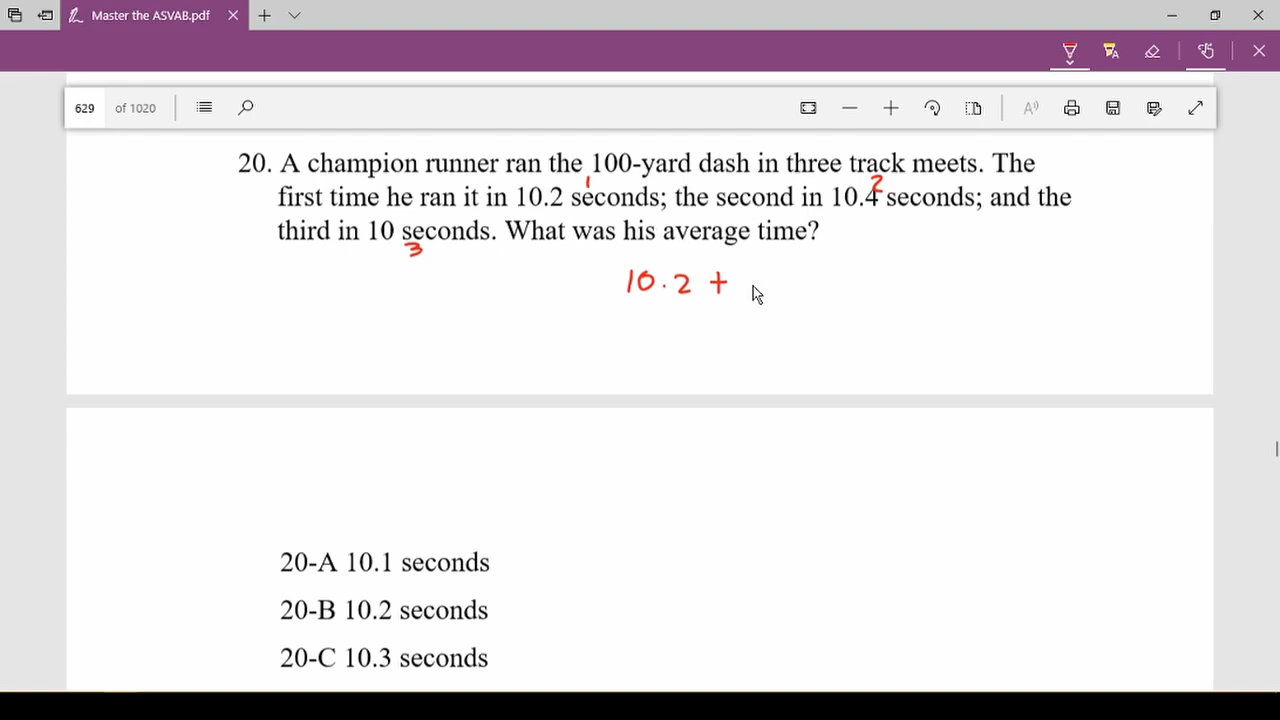 Master the ASVAB.pdf
629 of 1020
20. A champion runner ran the 100-yard dash in three track meets. The
1 2
first time he ran it in 10.2 seconds; the second in 10.4 seconds; and the
third in 10 seconds. What was his average time?
3
10.2 +
20-A 10.1 seconds
20-B 10.2 seconds
20-C 10.3 seconds